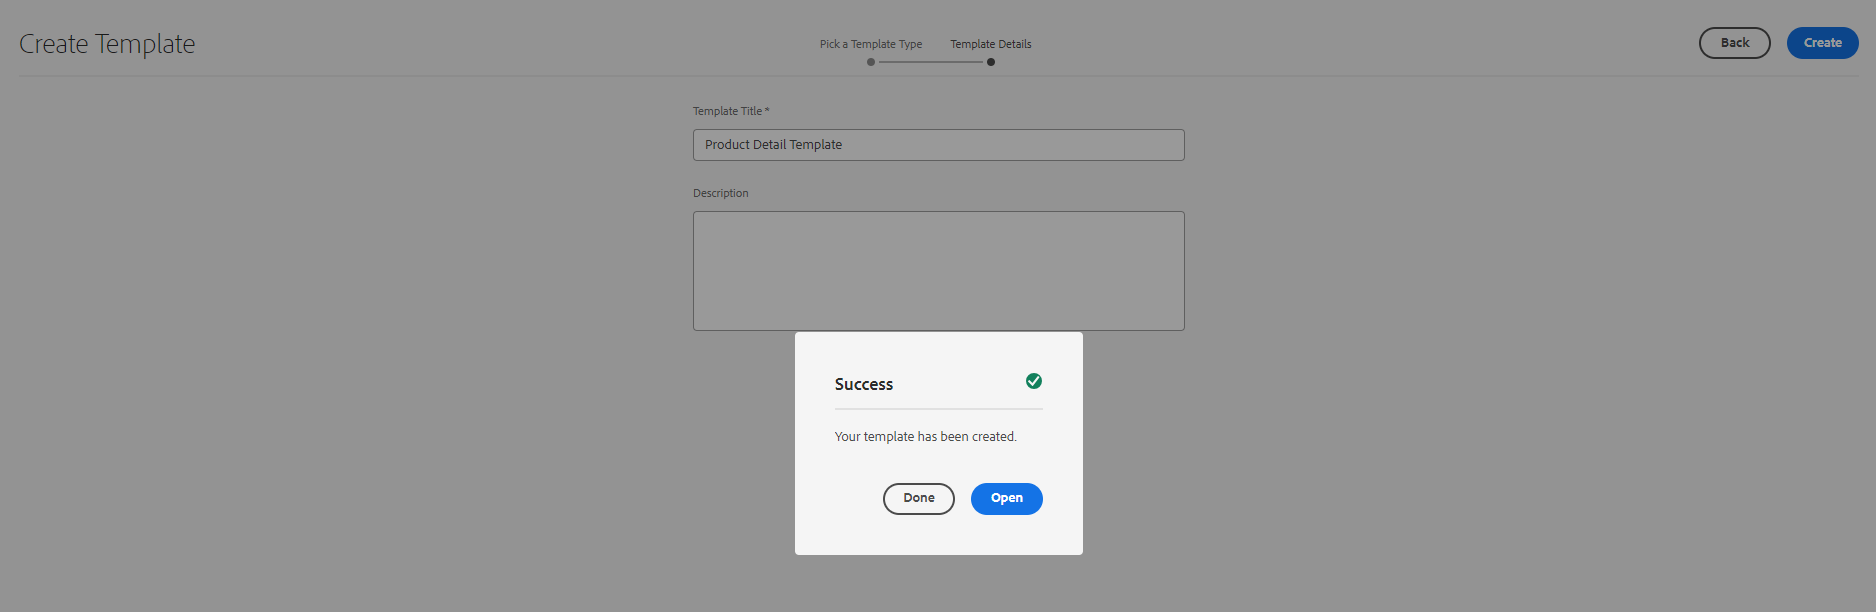 Create Template
Pick a Template Type
Template Details
Back
Create
Template Title *
Product Detail Template
Description
Success
Your template has been created.
Done
Open